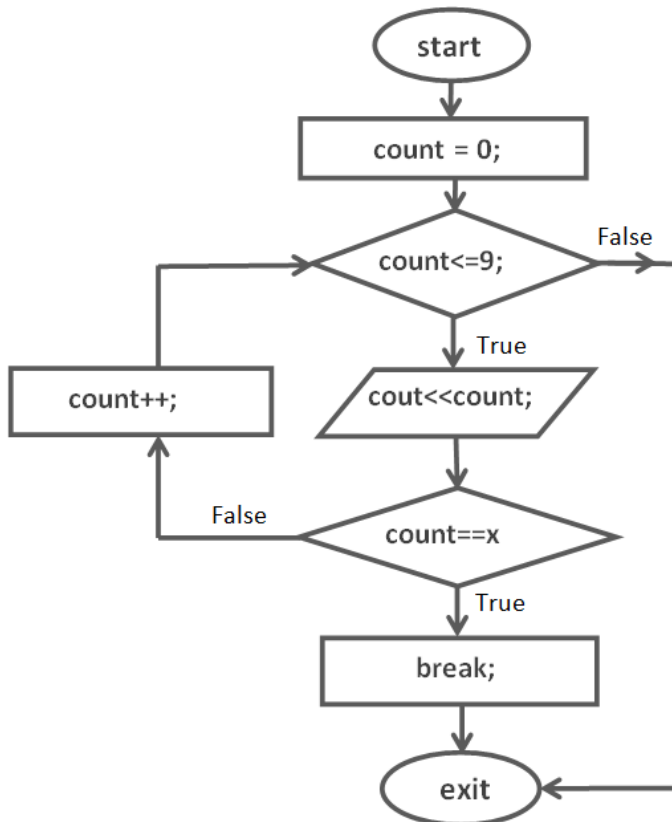 start
count = 0;
count<=9;
False
True
cout<<count;
count++;
False
count==x
True
break;
exit